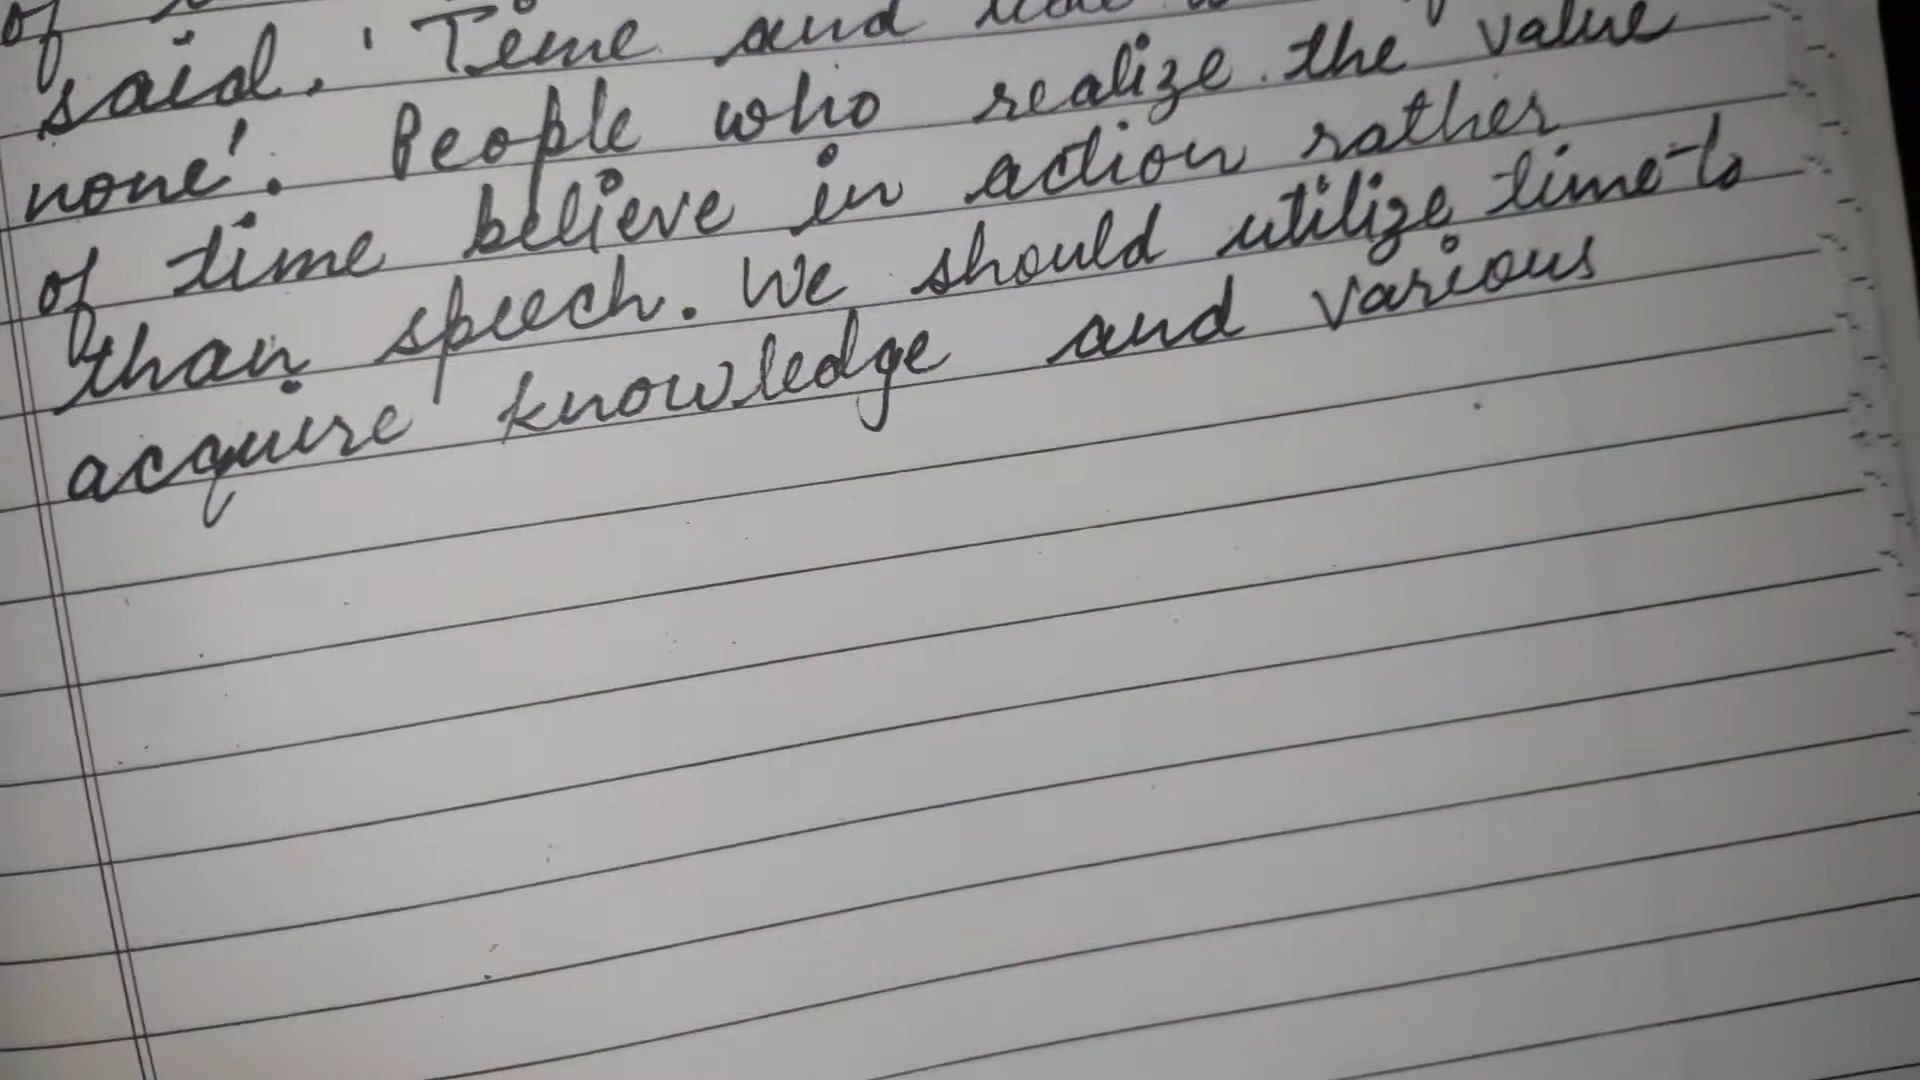 of
said. 'Time and
none'. People who realize the value
of time believe in action rather
than speech. We should utilize time to
acquire knowledge and various